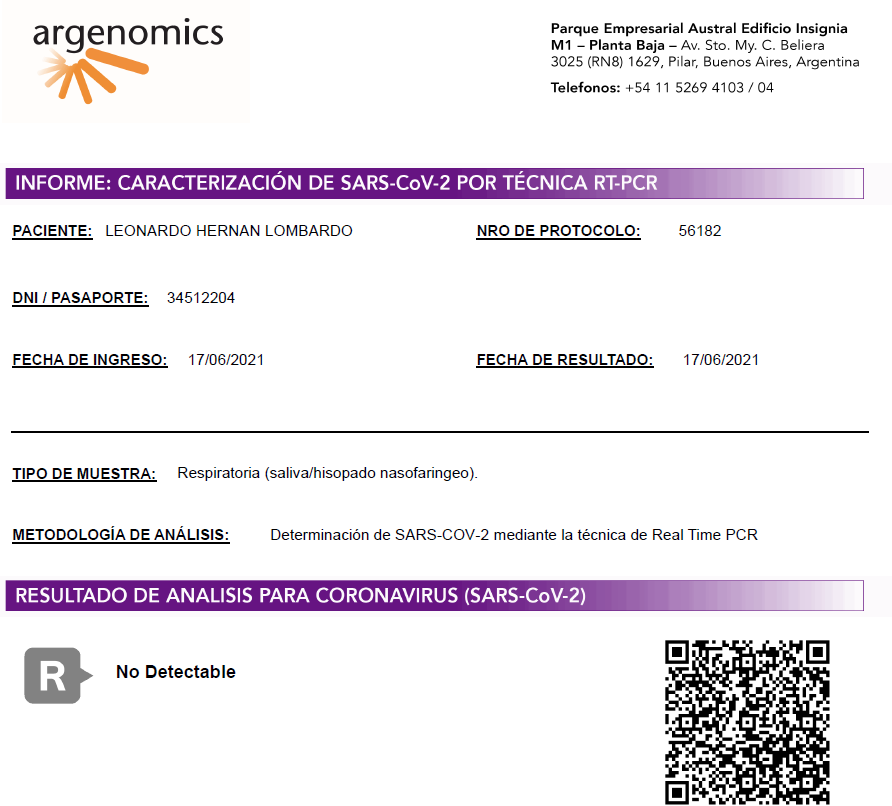 argenomics
Parque Empresarial Austral Edificio Insignia
M1 – Planta Baja – Av. Sto. My. C. Beliera
3025 (RN8) 1629, Pilar, Buenos Aires, Argentina
Telefonos: +54 11 5269 4103 / 04
INFORME: CARACTERIZACIÓN DE SARS-CoV-2 POR TÉCNICA RT-PCR
PACIENTE: LEONARDO HERNAN LOMBARDO NRO DE PROTOCOLO: 56182
DNI / PASAPORTE: 34512204
FECHA DE INGRESO: 17/06/2021 FECHA DE RESULTADO: 17/06/2021
TIPO DE MUESTRA: Respiratoria (saliva/hisopado nasofaringeo).
METODOLOGÍA DE ANÁLISIS: Determinación de SARS-COV-2 mediante la técnica de Real Time PCR
RESULTADO DE ANALISIS PARA CORONAVIRUS (SARS-CoV-2)
R No Detectable